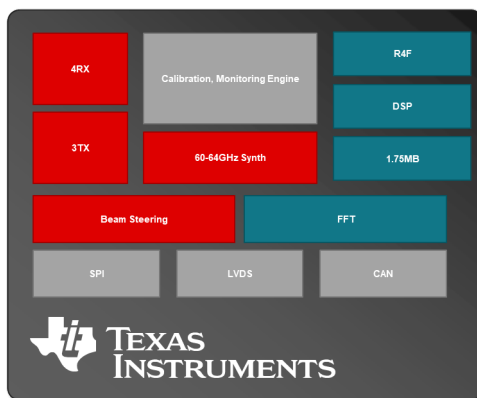 4RX
Calibration, Monitoring Engine
R4F
DSP
3TX
60-64GHz Synth
1.75MB
Beam Steering
FFT
SPI
LVDS
CAN
TEXAS
INSTRUMENTS